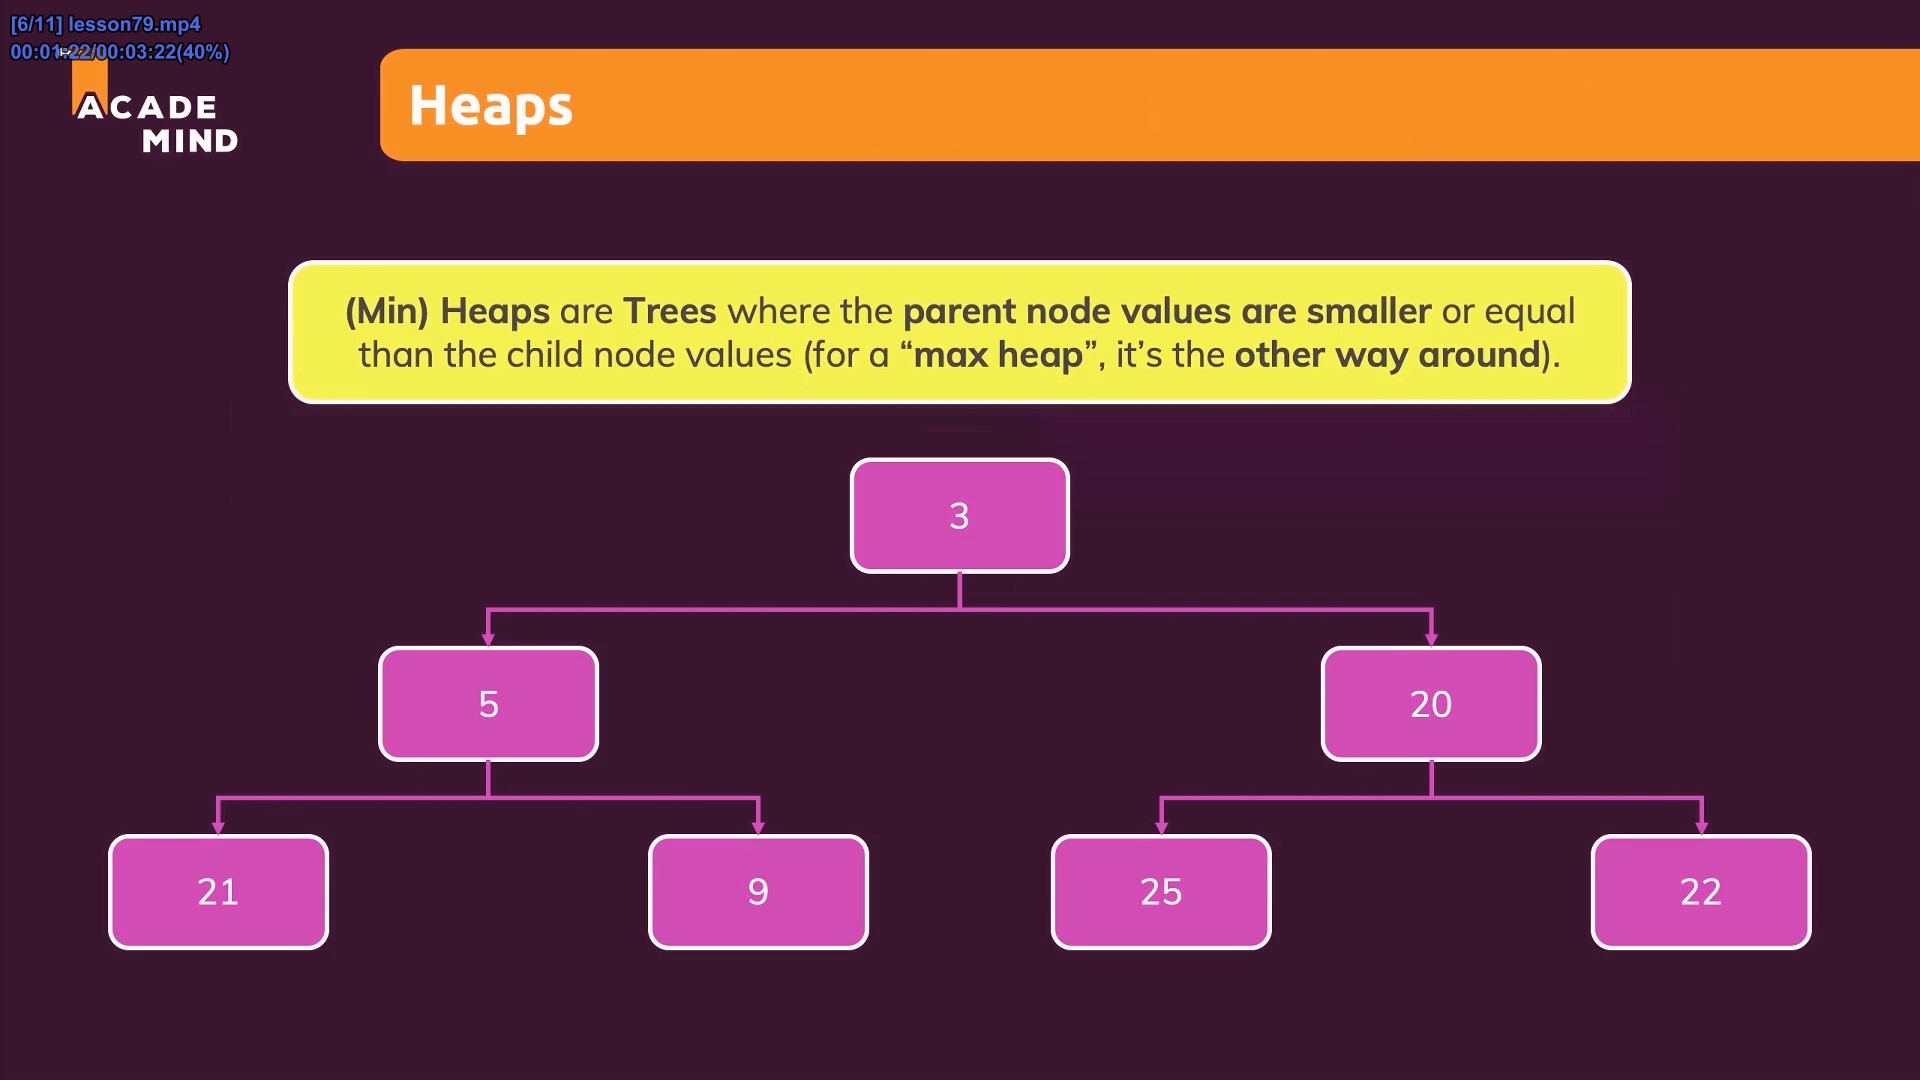 [6/11] lesson79.mp4
00:01:22/00:03:22(40%)
ACADE
MIND
Heaps
(Min) Heaps are Trees where the parent node values are smaller or equal
than the child node values (for a “max heap”, it’s the other way around).
3
5
20
21
9
25
22